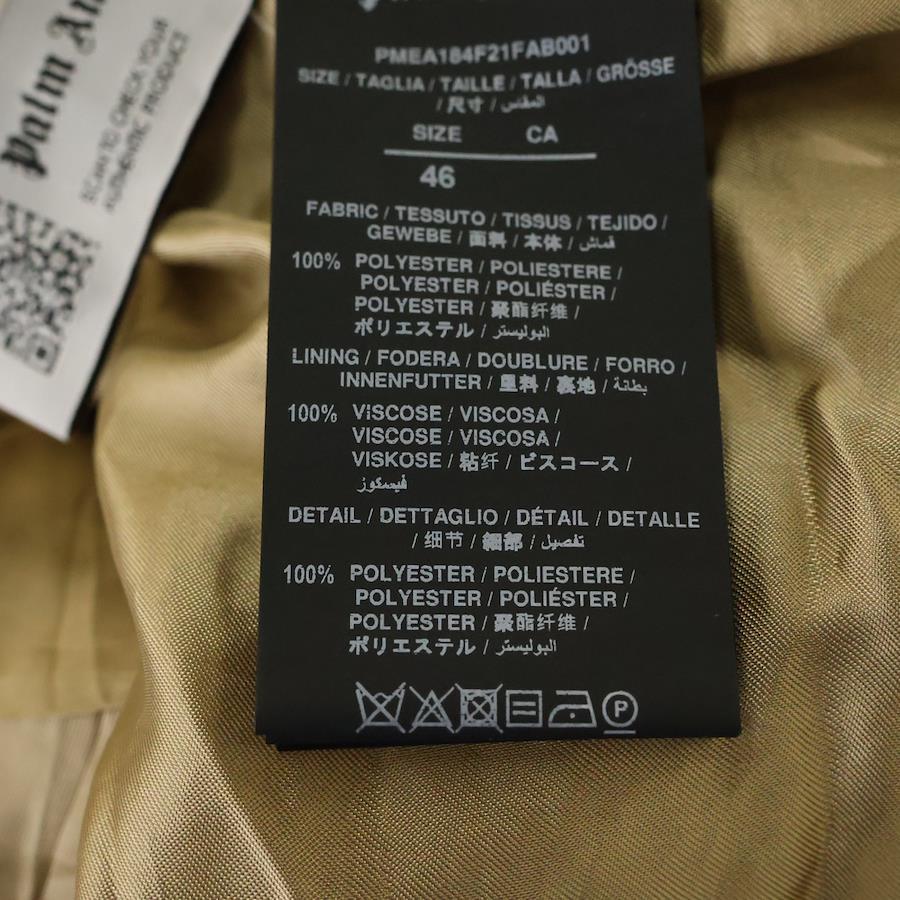 Palm An
SCAN TO CHECK YOUR
AUTHENTIC PRODUCT
PMEA184F21FAB001
SIZE / TAGLIA / TAILLE / TALLA / GRÖSSE
/ 尺寸 / المقاس
SIZE CA
46
FABRIC / TESSUTO / TISSUS / TEJIDO /
GEWEBE / 面料 / 本体 / قماش
100% POLYESTER / POLIESTERE /
POLYESTER / POLIÉSTER /
POLYESTER / 聚酯纤维 /
ポリエステル / البوليستر
LINING / FODERA / DOUBLURE / FORRO /
INNENFUTTER / 里料 / 裏地 / بطانة
100% VISCOSE / VISCOSA /
VISCOSE / VISCOSA /
VISKOSE / 粘纤 / ビスコース /
فيسكوز
DETAIL / DETTAGLIO / DÉTAIL / DETALLE
/ 细节 / 細部 / تفصيل
100% POLYESTER / POLIESTERE /
POLYESTER / POLIÉSTER /
POLYESTER / 聚酯纤维 /
ポリエステル / البوليستر
P